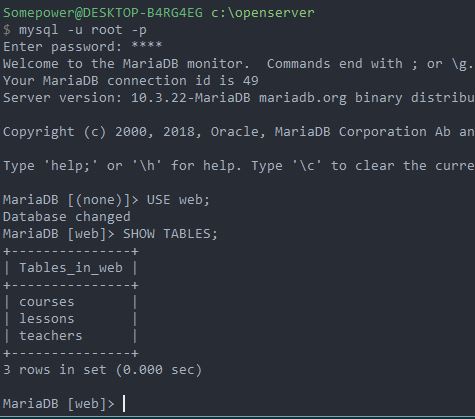 Somepower@DESKTOP-B4RG4EG c:\openserver
$ mysql -u root -p
Enter password: ****
Welcome to the MariaDB monitor.  Commands end with ; or \g.
Your MariaDB connection id is 49
Server version: 10.3.22-MariaDB mariadb.org binary distribu
Copyright (c) 2000, 2018, Oracle, MariaDB Corporation Ab an
Type 'help;' or '\h' for help. Type '\c' to clear the curre
MariaDB [(none)]> USE web;
Database changed
MariaDB [web]> SHOW TABLES;
+---------------+
| Tables_in_web |
+---------------+
| courses       |
| lessons       |
| teachers      |
+---------------+
3 rows in set (0.000 sec)
MariaDB [web]>